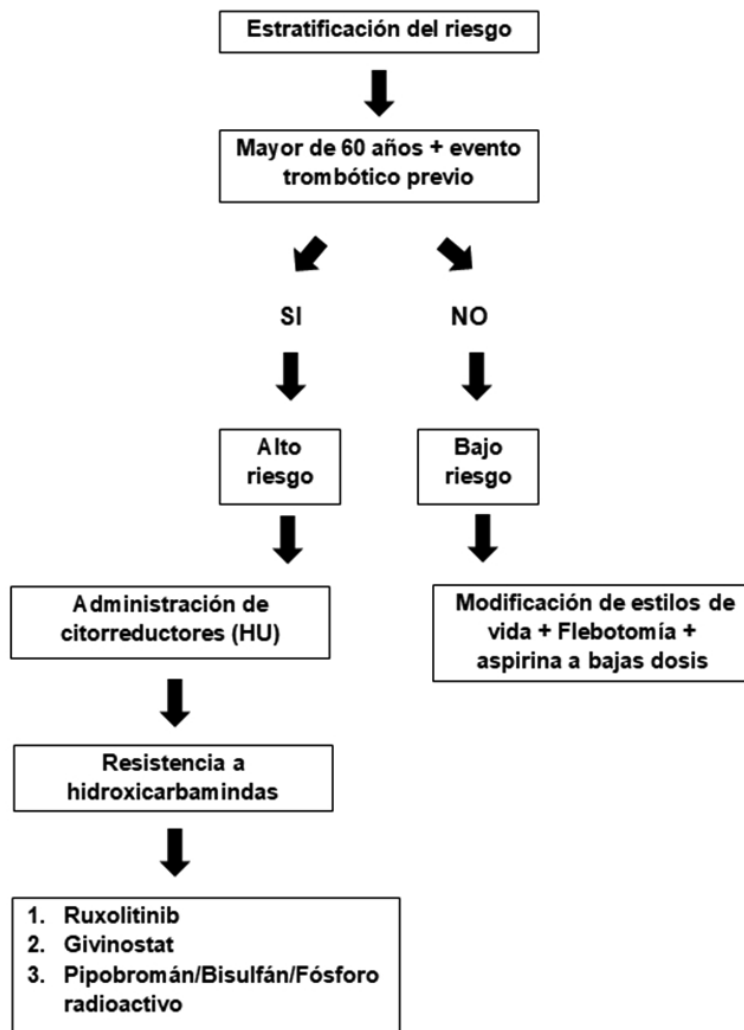 Estratificación del riesgo
Mayor de 60 años + evento
trombótico previo
SI
NO
Alto
riesgo
Bajo
riesgo
Administración de
citorreductores (HU)
Modificación de estilos de
vida + Flebotomía +
aspirina a bajas dosis
Resistencia a
hidroxicarbamindas
1. Ruxolitinib
2. Givinostat
3. Pipobromán/Bisulfán/Fósforo
radioactivo